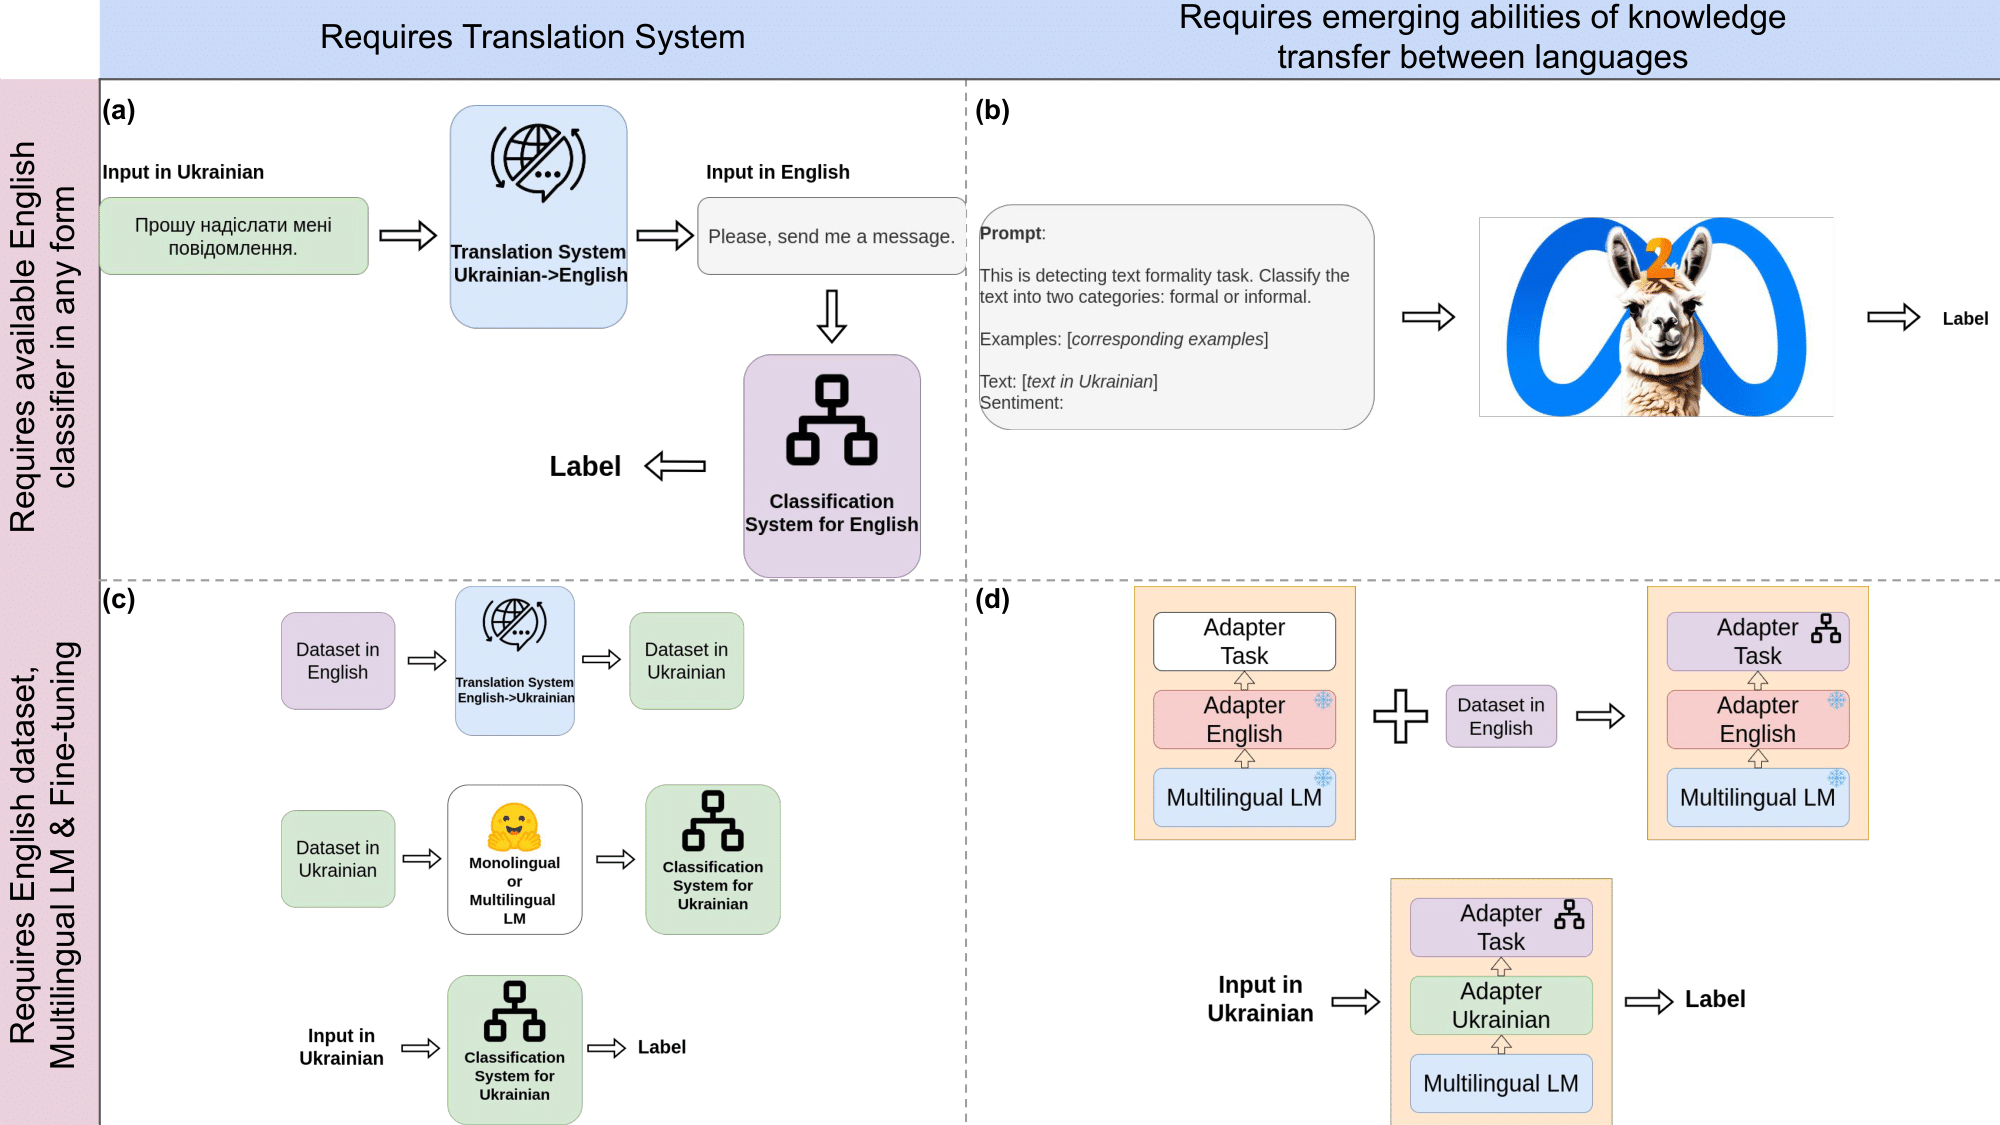 Requires Translation System
Requires emerging abilities of knowledge
transfer between languages
Requires available English
classifier in any form
Requires English dataset,
Multilingual LM & Fine-tuning
(a)
Input in Ukrainian
Прошу надіслати мені
повідомлення.
Translation System
Ukrainian->English
Input in English
Please, send me a message.
Classification
System for English
Label
(b)
Prompt:
This is detecting text formality task. Classify the
text into two categories: formal or informal.
Examples: [corresponding examples]
Text: [text in Ukrainian]
Sentiment:
2
Label
(c)
Dataset in
English
Translation System
English->Ukrainian
Dataset in
Ukrainian
Dataset in
Ukrainian
Monolingual
or
Multilingual
LM
Classification
System for
Ukrainian
Input in
Ukrainian
Classification
System for
Ukrainian
Label
(d)
Adapter
Task
Adapter
English
Multilingual LM
Dataset in
English
Adapter
Task
Adapter
English
Multilingual LM
Input in
Ukrainian
Adapter
Task
Adapter
Ukrainian
Multilingual LM
Label